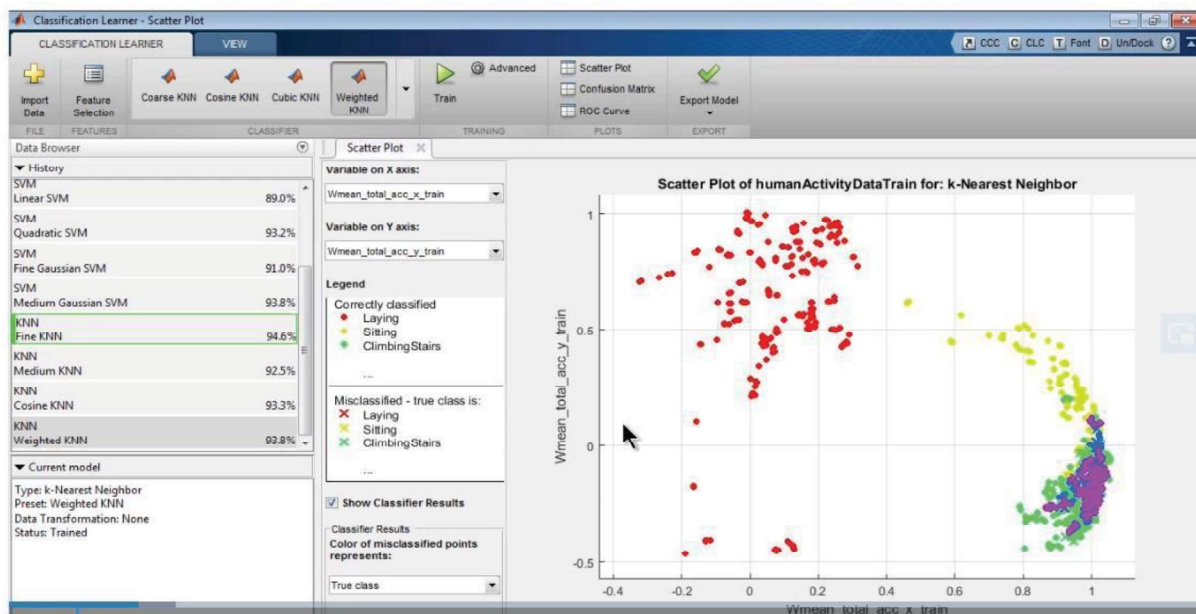 Classification Learner - Scatter Plot
CLASSIFICATION LEARNER VIEW
CCC CLC Font Un/Dock
Import Data
Feature Selection
Coarse KNN Cosine KNN Cubic KNN Weighted KNN
Train
Advanced
Scatter Plot
Confusion Matrix
ROC Curve
Export Model
FILE FEATURES CLASSIFIER TRAINING PLOTS EXPORT
Data Browser
History
SVM
Linear SVM 89.0%
SVM
Quadratic SVM 93.2%
SVM
Fine Gaussian SVM 91.0%
SVM
Medium Gaussian SVM 93.8%
KNN
Fine KNN 94.6%
KNN
Medium KNN 92.5%
KNN
Cosine KNN 93.3%
KNN
Weighted KNN 93.8%
Current model
Type: k-Nearest Neighbor
Preset: Weighted KNN
Data Transformation: None
Status: Trained
Scatter Plot
Variable on X axis:
Wmean_total_acc_x_train
Variable on Y axis:
Wmean_total_acc_y_train
Legend
Correctly classified
Laying
Sitting
ClimbingStairs
...
Misclassified - true class is:
Laying
Sitting
ClimbingStairs
...
Show Classifier Results
Classifier Results
Color of misclassified points
represents:
True class
Scatter Plot of humanActivityDataTrain for: k-Nearest Neighbor
Wmean_total_acc_y_train
1
0.5
0
-0.5
-0.4 -0.2 0 0.2 0.4 0.6 0.8 1
Wmean_total_acc_x_train